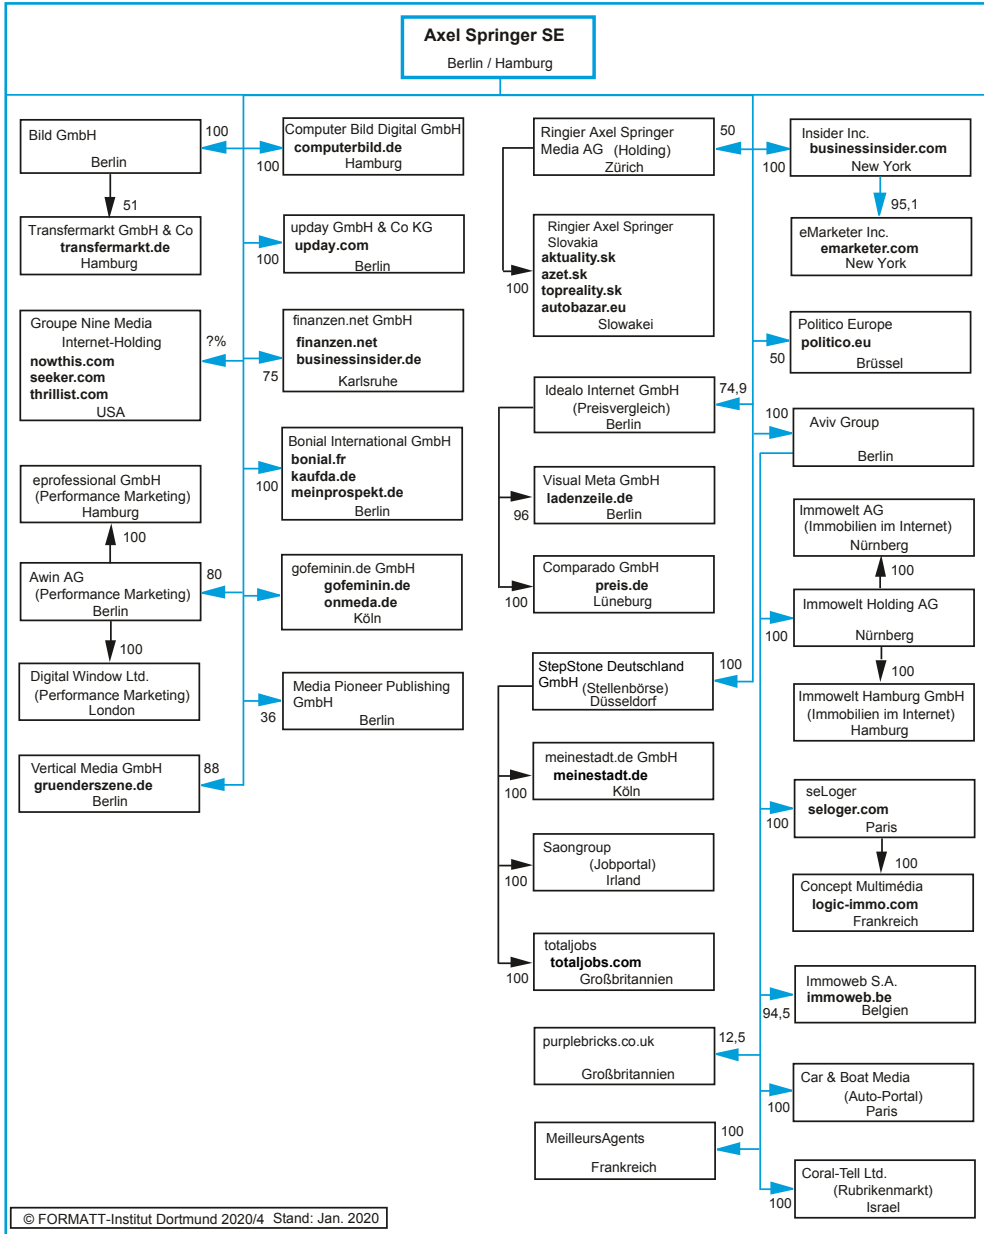 Axel Springer SE
Berlin / Hamburg
Bild GmbH
Berlin
100
51
Transfermarkt GmbH & Co
transfermarkt.de
Hamburg
Groupe Nine Media
Internet-Holding
nowthis.com
seeker.com
thrillist.com
USA
?%
eprofessional GmbH
(Performance Marketing)
Hamburg
100
Awin AG
(Performance Marketing)
Berlin
80
100
Digital Window Ltd.
(Performance Marketing)
London
Vertical Media GmbH
gruenderszene.de
Berlin
88
Computer Bild Digital GmbH
computerbild.de
Hamburg
100
upday GmbH & Co KG
upday.com
Berlin
100
finanzen.net GmbH
finanzen.net
businessinsider.de
Karlsruhe
75
Bonial International GmbH
bonial.fr
kaufda.de
meinprospekt.de
Berlin
100
gofeminin.de GmbH
gofeminin.de
onmeda.de
Köln
100
Media Pioneer Publishing
GmbH
Berlin
36
Ringier Axel Springer
Media AG (Holding)
Zürich
50
Ringier Axel Springer
Slovakia
aktuality.sk
azet.sk
topreality.sk
autobazar.eu
Slowakei
100
Idealo Internet GmbH
(Preisvergleich)
Berlin
74,9
Visual Meta GmbH
ladenzeile.de
Berlin
96
Comparado GmbH
preis.de
Lüneburg
100
StepStone Deutschland
GmbH (Stellenbörse)
Düsseldorf
100
meinestadt.de GmbH
meinestadt.de
Köln
100
Saongroup
(Jobportal)
Irland
100
totaljobs
totaljobs.com
Großbritannien
100
purplebricks.co.uk
Großbritannien
12,5
MeilleursAgents
Frankreich
100
Insider Inc.
businessinsider.com
New York
100
95,1
eMarketer Inc.
emarketer.com
New York
Politico Europe
politico.eu
Brüssel
50
100
Aviv Group
Berlin
Immowelt AG
(Immobilien im Internet)
Nürnberg
100
Immowelt Holding AG
Nürnberg
100
100
Immowelt Hamburg GmbH
(Immobilien im Internet)
Hamburg
seLoger
seloger.com
Paris
100
100
Concept Multimédia
logic-immo.com
Frankreich
Immoweb S.A.
immoweb.be
Belgien
94,5
Car & Boat Media
(Auto-Portal)
Paris
100
Coral-Tell Ltd.
(Rubrikenmarkt)
Israel
100
© FORMATT-Institut Dortmund 2020/4 Stand: Jan. 2020